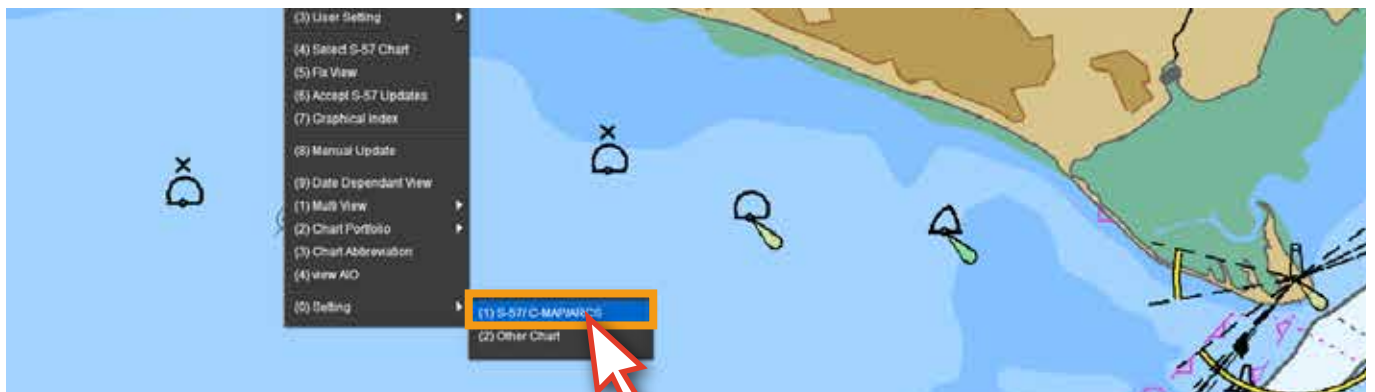 (3) User Setting
(4) Select S-57 Chart
(5) Fix View
(6) Accept S-57 Updates
(7) Graphical Index
(8) Manual Update
(9) Date Dependant View
(1) Multi View
(2) Chart Portfolio
(3) Chart Abbreviation
(4) view AIO
(0) Setting
(1) S-57/ C-MAP/ARCS
(2) Other Chart